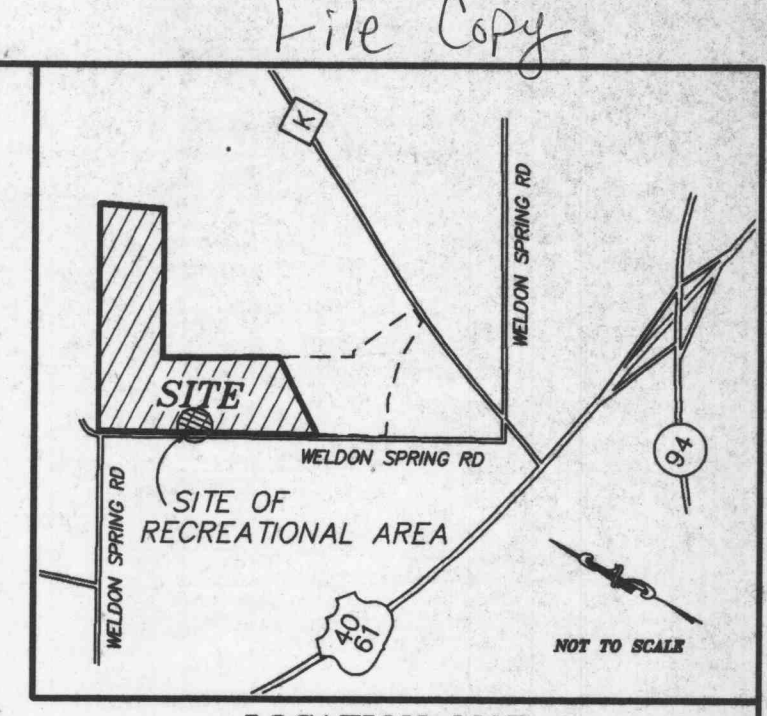 File Copy
K
WELDON SPRING RD
SITE
WELDON SPRING RD
94
SITE OF
RECREATIONAL AREA
WELDON SPRING RD
40
61
NOT TO SCALE